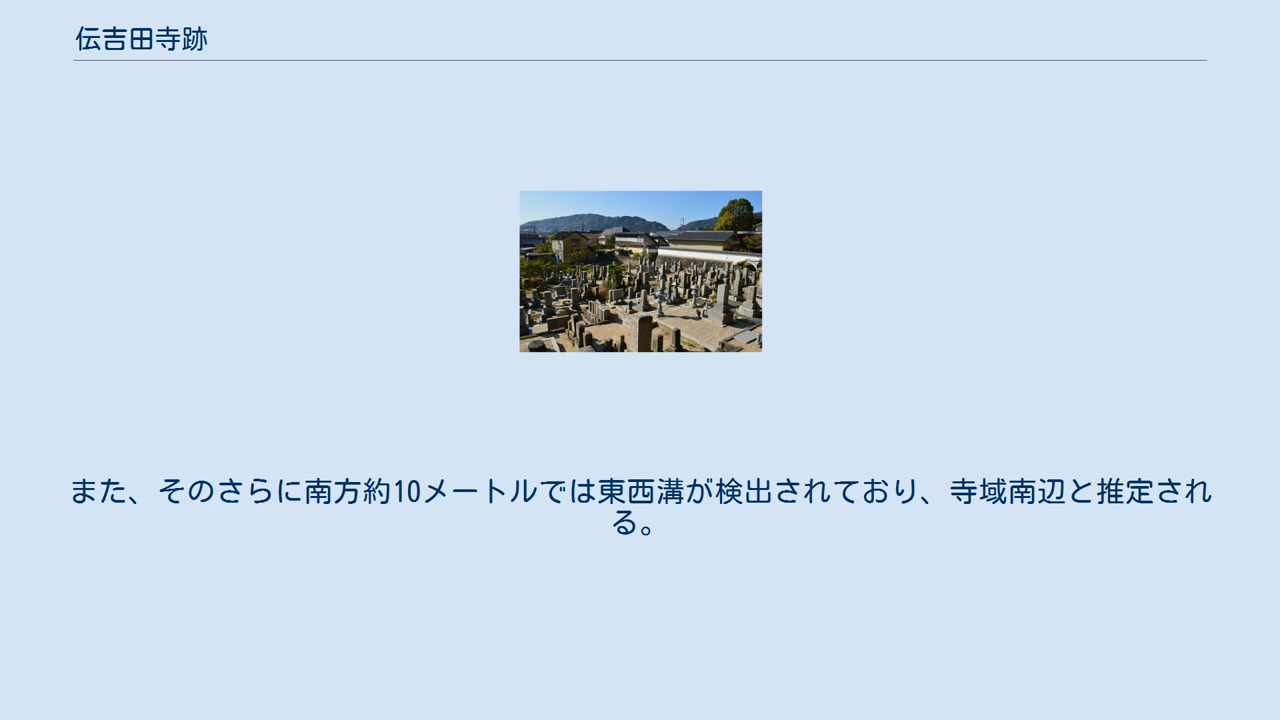 伝吉田寺跡
また、そのさらに南方約10メートルでは東西溝が検出されており、寺域南辺と推定され
る。